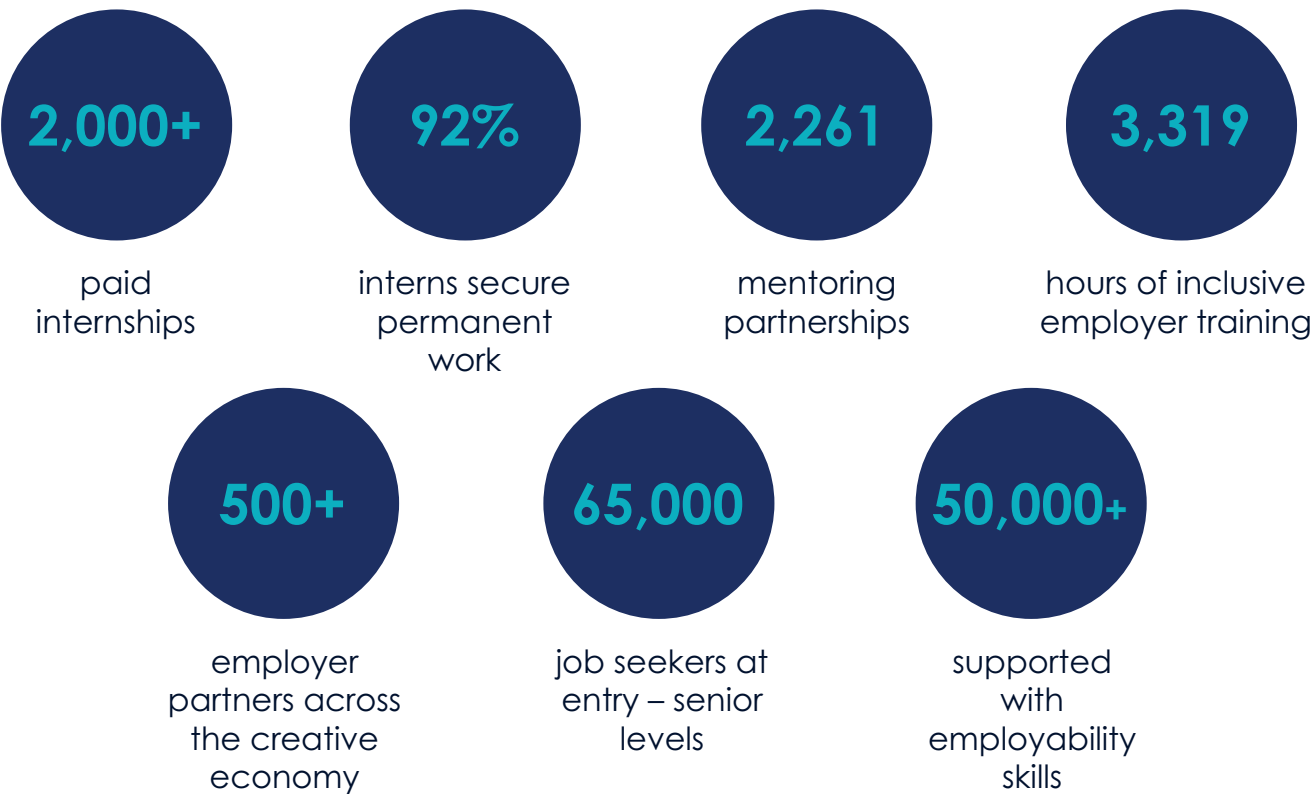 2,000+
paid
internships
92%
interns secure
permanent
work
2,261
mentoring
partnerships
3,319
hours of inclusive
employer training
500+
employer
partners across
the creative
economy
65,000
job seekers at
entry – senior
levels
50,000+
supported
with
employability
skills